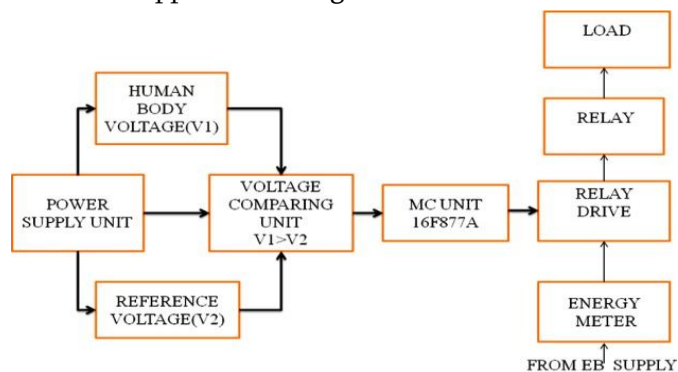 LOAD
HUMAN
BODY
VOLTAGE(V1)
RELAY
POWER
SUPPLY UNIT
VOLTAGE
COMPARING
UNIT
V1>V2
MC UNIT
16F877A
RELAY
DRIVE
REFERENCE
VOLTAGE(V2)
ENERGY
METER
FROM EB SUPPLY